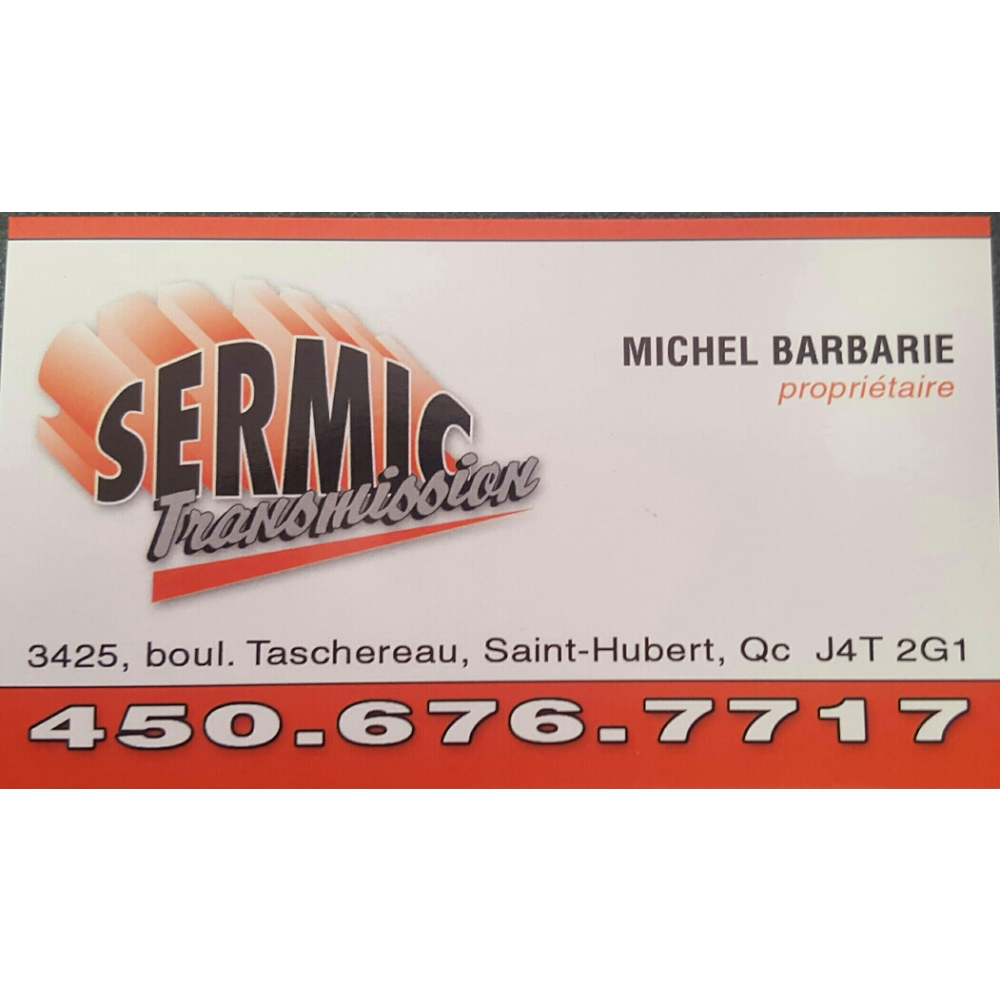 SERMIC
Transmission
MICHEL BARBARIE
propriétaire
3425, boul. Taschereau, Saint-Hubert, Qc J4T 2G1
450.676.7717